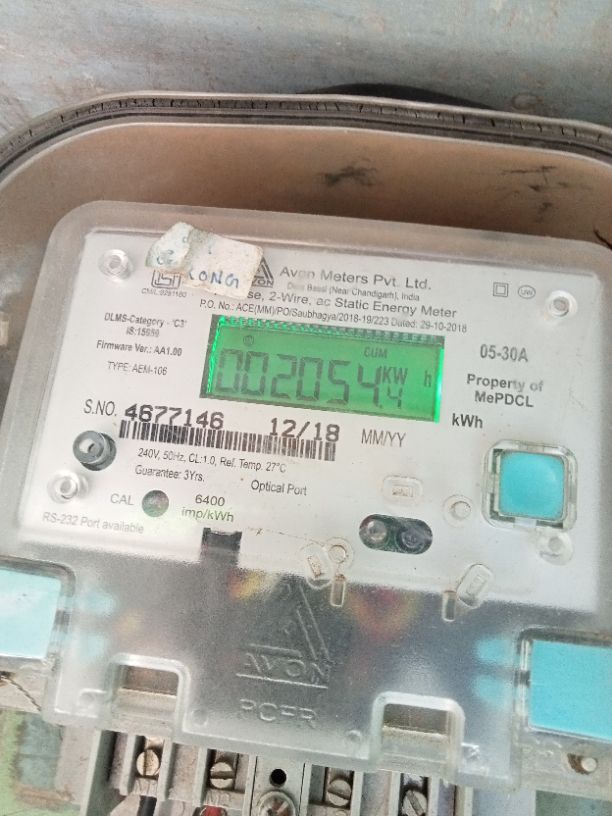 KONG
AVON
Avon Meters Pvt. Ltd.
Dera Bassi (Near Chandigarh), India
2-Wire, ac Static Energy Meter
P.O. No.: ACE(MM)/PO/Saubhagya/2018-19/223 Dated: 29-10-2018
DLMS-Category - 'C3'
IS:15959
Firmware Ver.: AA1.00
TYPE: AEM-106
CUM
002054.4 KW h
05-30A
Property of
MePDCL
kWh
S.NO. 4677146 12/18 MM/YY
240V, 50Hz, CL:1.0, Ref. Temp. 27°C
Guarantee: 3Yrs.
Optical Port
CAL
6400
imp/kWh
RS-232 Port available
AVON